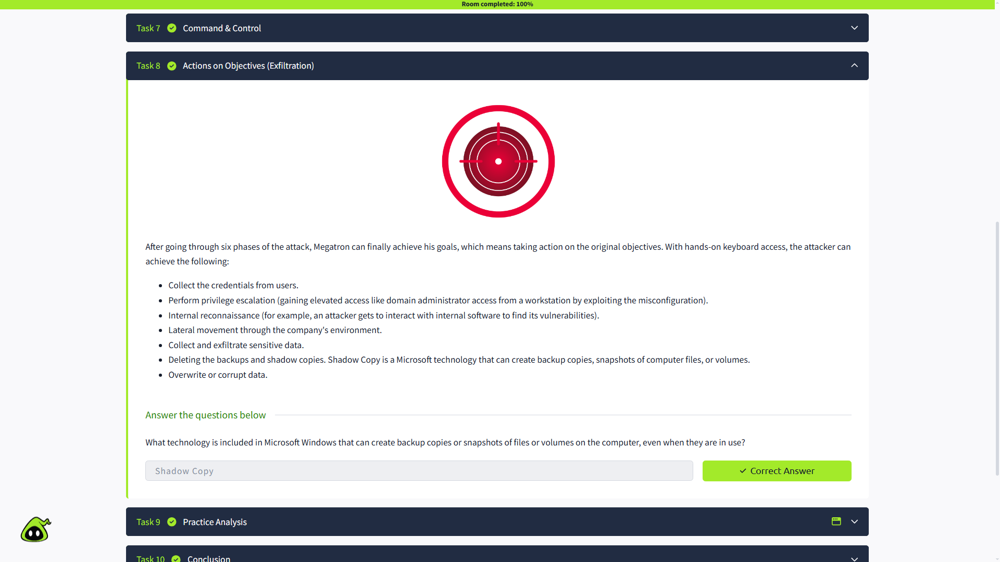 Room completed: 100%
Task 7 Command & Control
Task 8 Actions on Objectives (Exfiltration)
After going through six phases of the attack, Megatron can finally achieve his goals, which means taking action on the original objectives. With hands-on keyboard access, the attacker can
achieve the following:
• Collect the credentials from users.
• Perform privilege escalation (gaining elevated access like domain administrator access from a workstation by exploiting the misconfiguration).
• Internal reconnaissance (for example, an attacker gets to interact with internal software to find its vulnerabilities).
• Lateral movement through the company's environment.
• Collect and exfiltrate sensitive data.
• Deleting the backups and shadow copies. Shadow Copy is a Microsoft technology that can create backup copies, snapshots of computer files, or volumes.
• Overwrite or corrupt data.
Answer the questions below
What technology is included in Microsoft Windows that can create backup copies or snapshots of files or volumes on the computer, even when they are in use?
Shadow Copy
Correct Answer
Task 9 Practice Analysis
Task 10 Conclusion